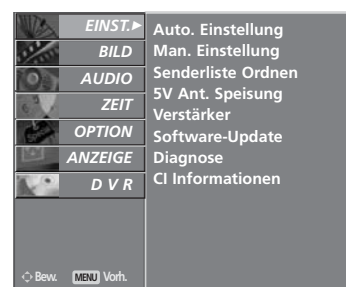 EINST.
BILD
AUDIO
ZEIT
OPTION
ANZEIGE
D V R
Auto. Einstellung
Man. Einstellung
Senderliste Ordnen
5V Ant. Speisung
Verstärker
Software-Update
Diagnose
CI Informationen
Bew. MENU Vorh.